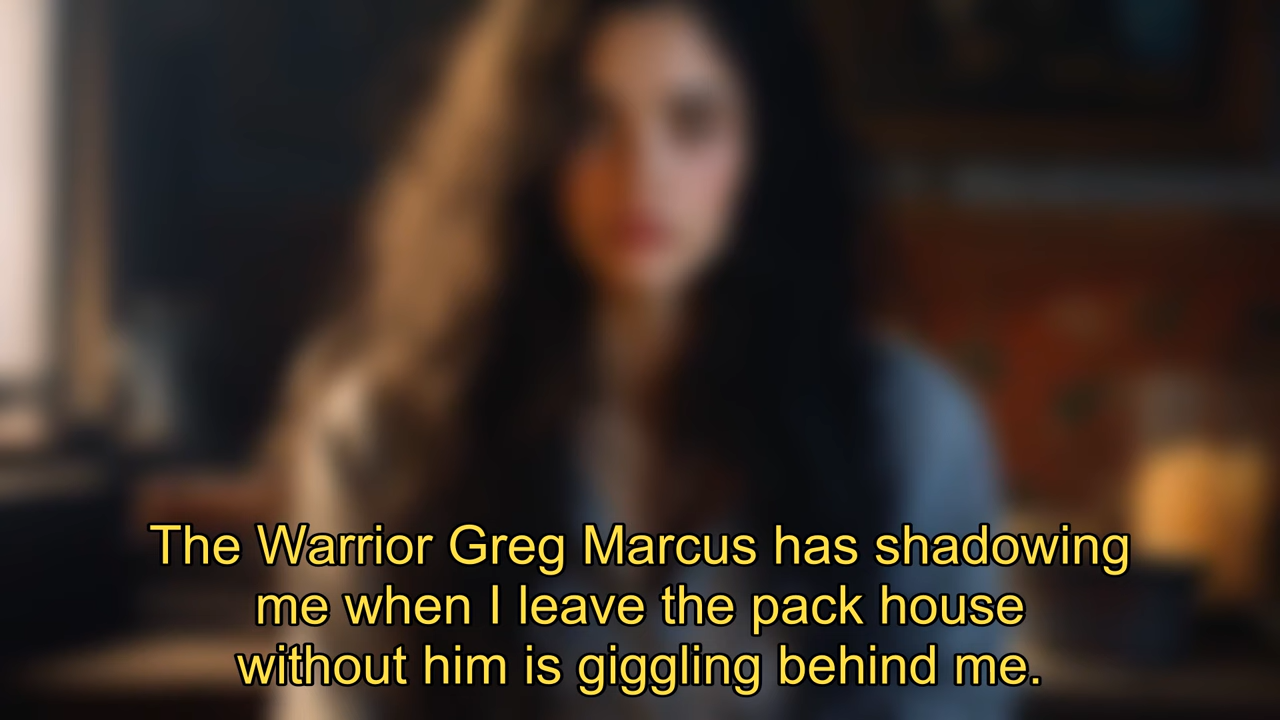 The Warrior Greg Marcus has shadowing
me when I leave the pack house
without him is giggling behind me.